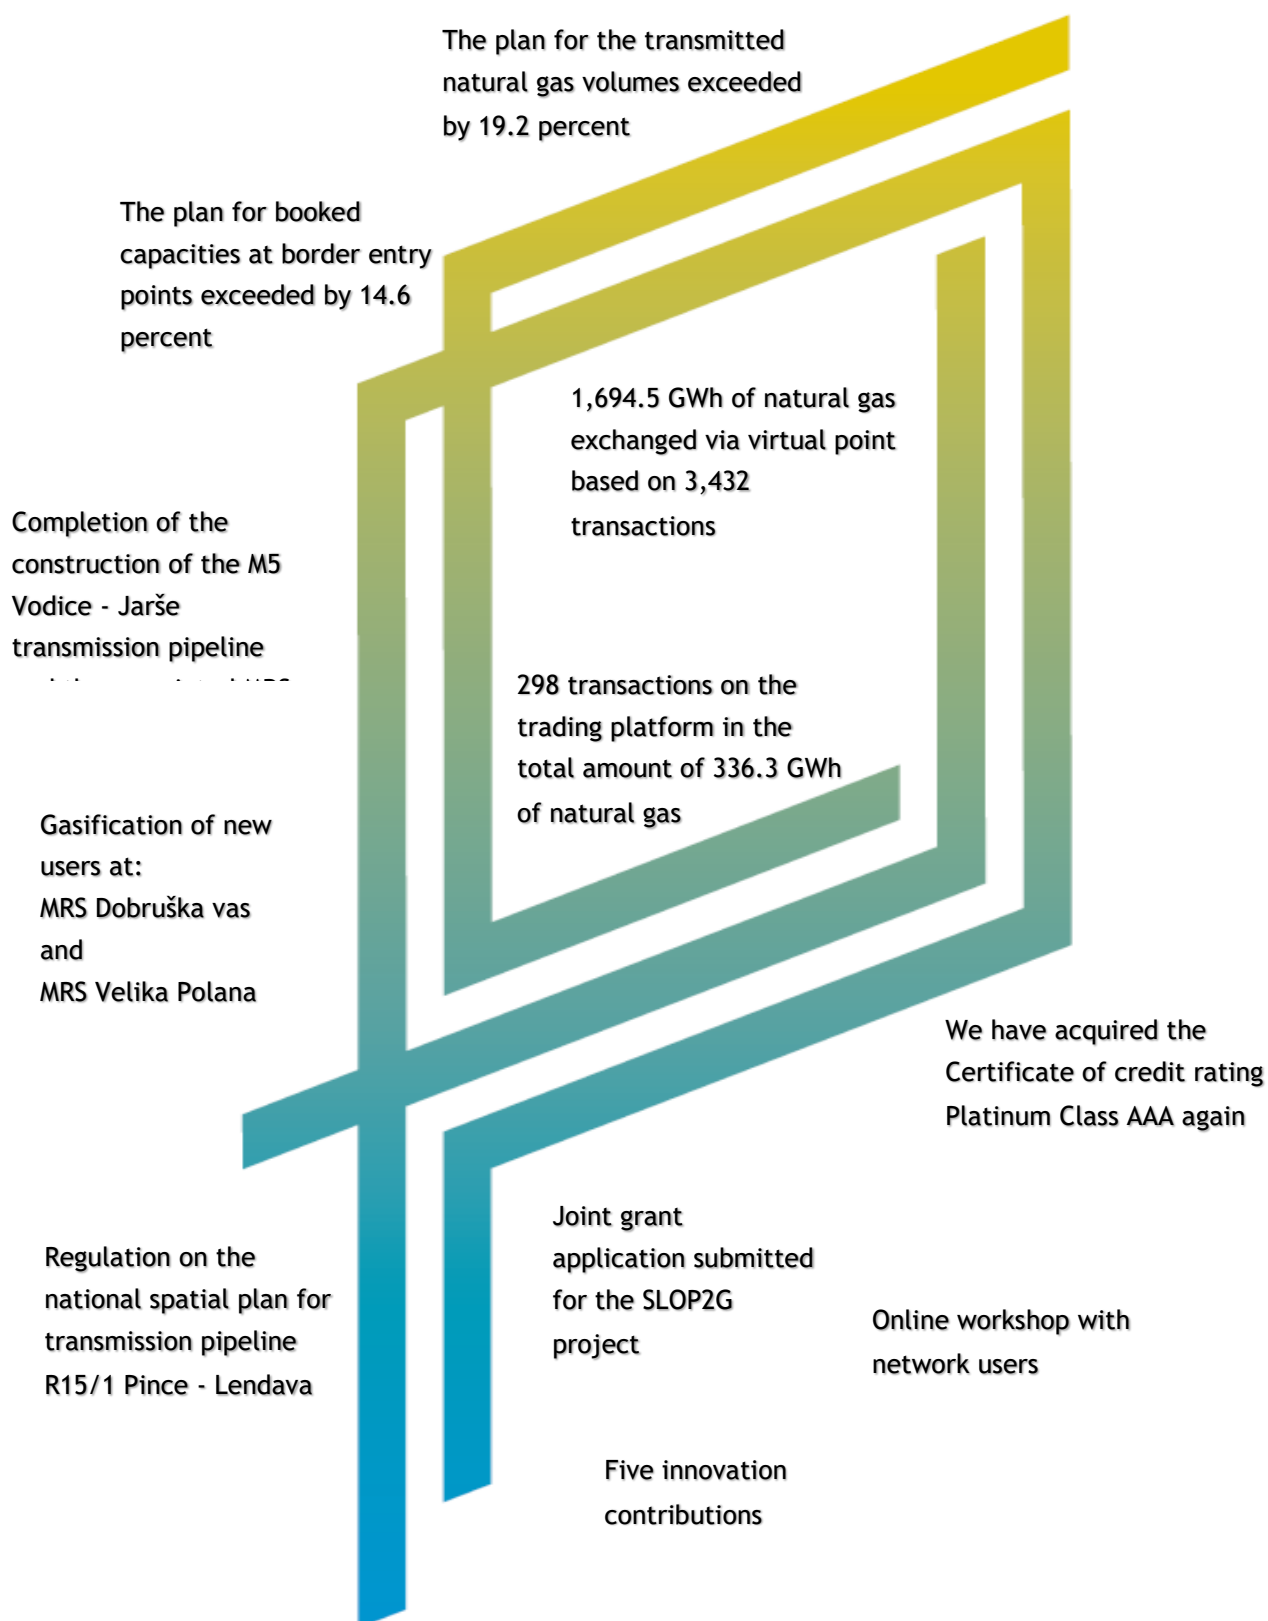 The plan for the transmitted
natural gas volumes exceeded
by 19.2 percent
The plan for booked
capacities at border entry
points exceeded by 14.6
percent
1,694.5 GWh of natural gas
exchanged via virtual point
based on 3,432
transactions
Completion of the
construction of the M5
Vodice - Jarše
transmission pipeline
298 transactions on the
trading platform in the
total amount of 336.3 GWh
of natural gas
Gasification of new
users at:
MRS Dobruška vas
and
MRS Velika Polana
We have acquired the
Certificate of credit rating
Platinum Class AAA again
Joint grant
application submitted
for the SLOP2G
project
Regulation on the
national spatial plan for
transmission pipeline
R15/1 Pince - Lendava
Online workshop with
network users
Five innovation
contributions